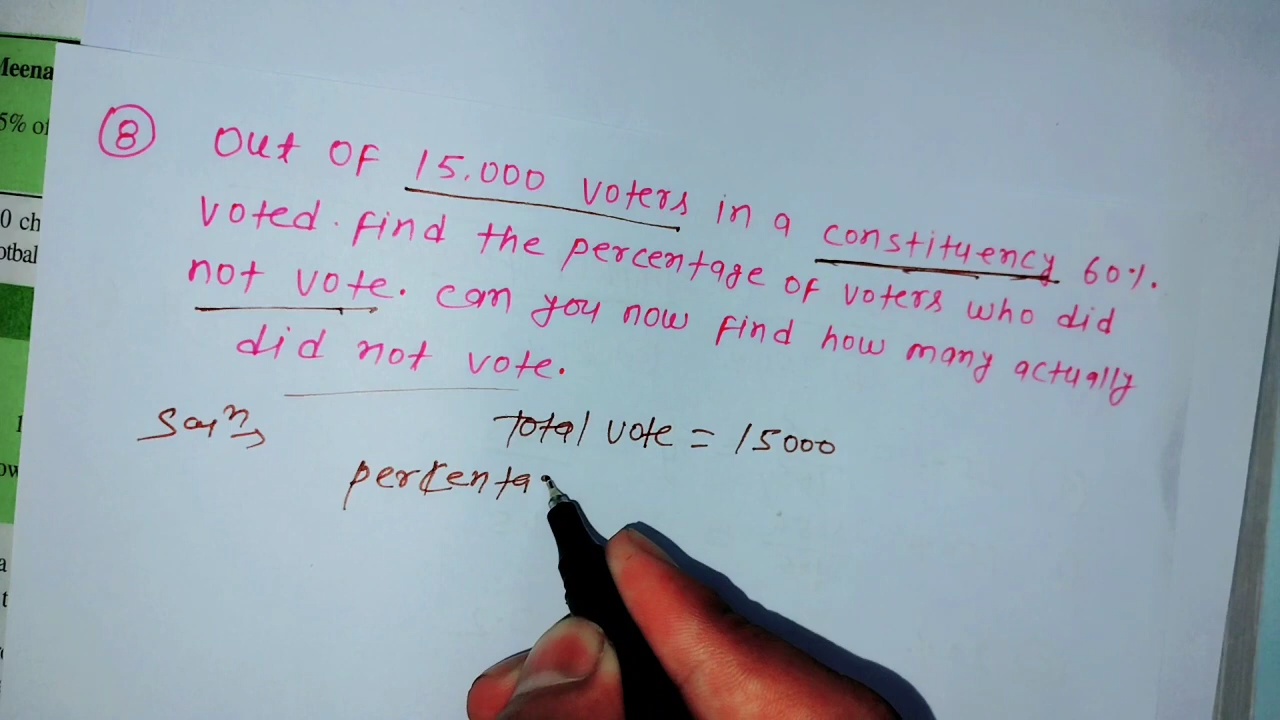 Meena
5% of
0 ch
otbal
⑧ Out OF 15,000 voters in a constituency 60%.
voted. find the percentage of voters who did
not vote. can you now find how many actually
did not vote.
Total vote = 15000
percenta